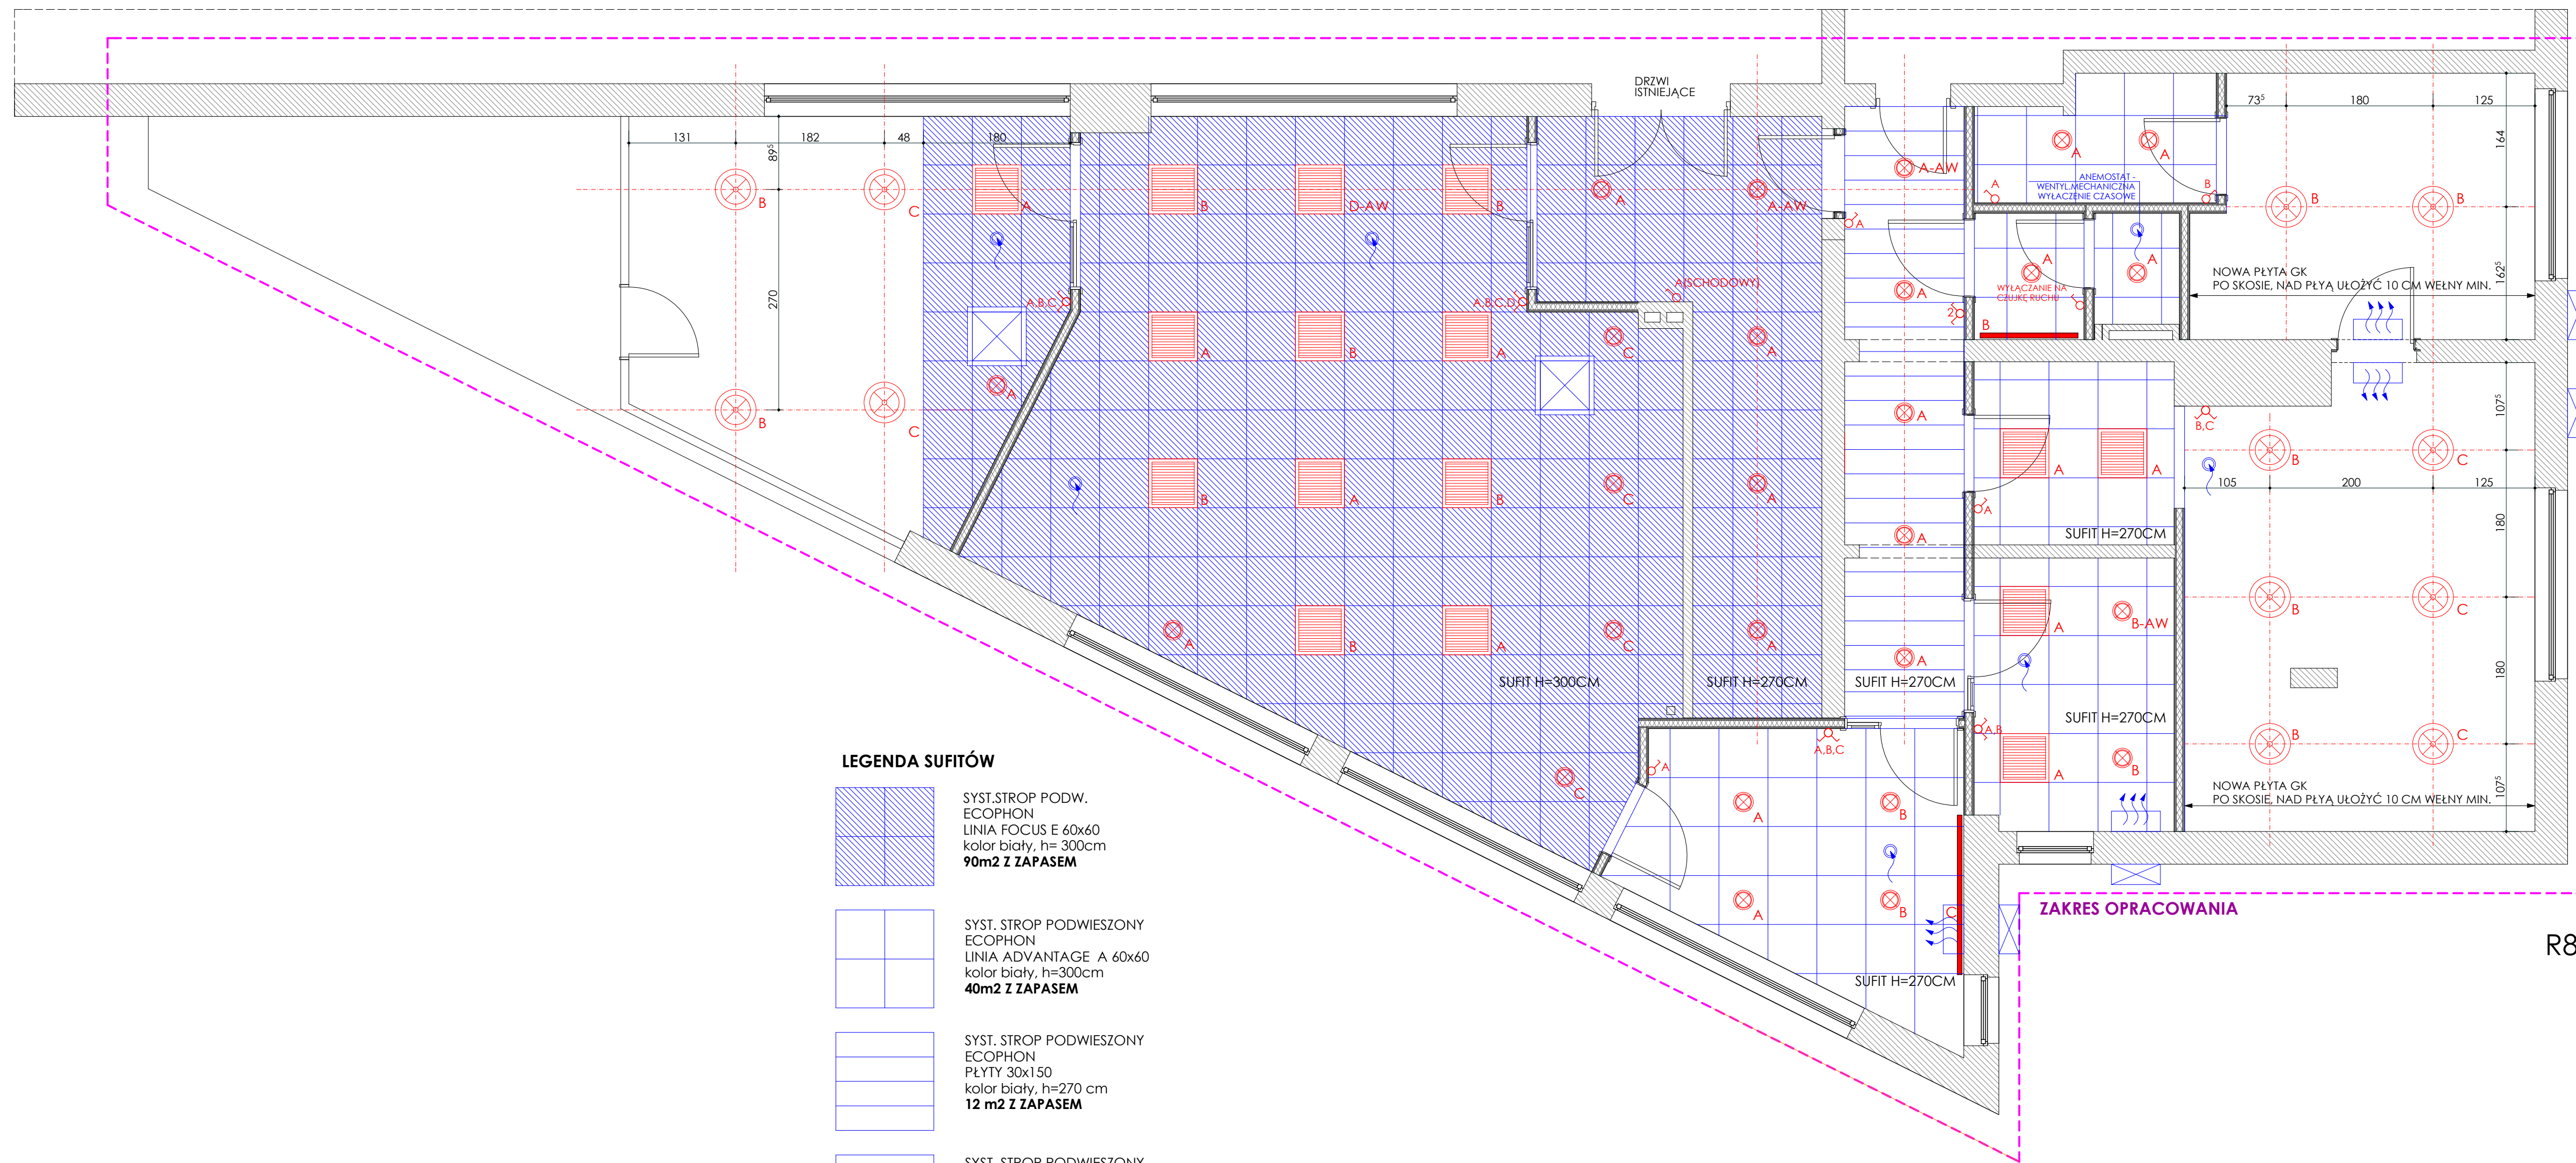 DRZWI
ISTNIEJĄCE
131
182
48
180
89⁵
270
73⁵
180
125
164
162⁵
A
A
A-AW
ANEMOSTAT -
WENTYL.MECHANICZNA
WYŁĄCZENIE CZASOWE
A
B
B
C
A
B
D-AW
B
A
A-AW
A
B
B
A
A
WYŁĄCZANIE NA
CZUJKĘ RUCHU
NOWA PŁYTA GK
PO SKOSIE, NAD PŁYĄ UŁOŻYĆ 10 CM WEŁNY MIN.
A,B,C
A,B,C,D
A(SCHODOWY)
A
2
B
A
B
A
C
A
B
C
A
A
B,C
107⁵
B
A
B
C
A
A
A
B
C
105
200
125
A
A
SUFIT H=270CM
180
A
B
A
C
A
A
A
B-AW
B
C
SUFIT H=300CM
SUFIT H=270CM
SUFIT H=270CM
180
SUFIT H=270CM
A,B
A,B,C
A
C
A
B
A
B
B
C
NOWA PŁYTA GK
PO SKOSIE, NAD PŁYĄ UŁOŻYĆ 10 CM WEŁNY MIN.
107⁵
A
B
C
SUFIT H=270CM
ZAKRES OPRACOWANIA
R8
LEGENDA SUFITÓW
SYST.STROP PODW.
ECOPHON
LINIA FOCUS E 60x60
kolor biały, h= 300cm
90m2 Z ZAPASEM
SYST. STROP PODWIESZONY
ECOPHON
LINIA ADVANTAGE A 60x60
kolor biały, h=300cm
40m2 Z ZAPASEM
SYST. STROP PODWIESZONY
ECOPHON
PŁYTY 30x150
kolor biały, h=270 cm
12 m2 Z ZAPASEM
SYST. STROP PODWIESZONY